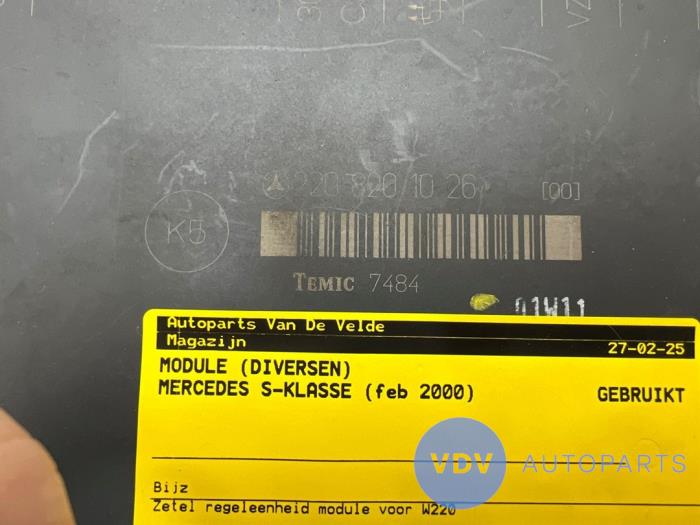 220 820 10 26 [00]
K5
TEMIC 7484
01W11
Autoparts Van De Velde
Magazijn 27-02-25
MODULE (DIVERSEN)
MERCEDES S-KLASSE (feb 2000) GEBRUIKT
VDV AUTOPARTS
Bijz
Zetel regeleenheid module voor W220